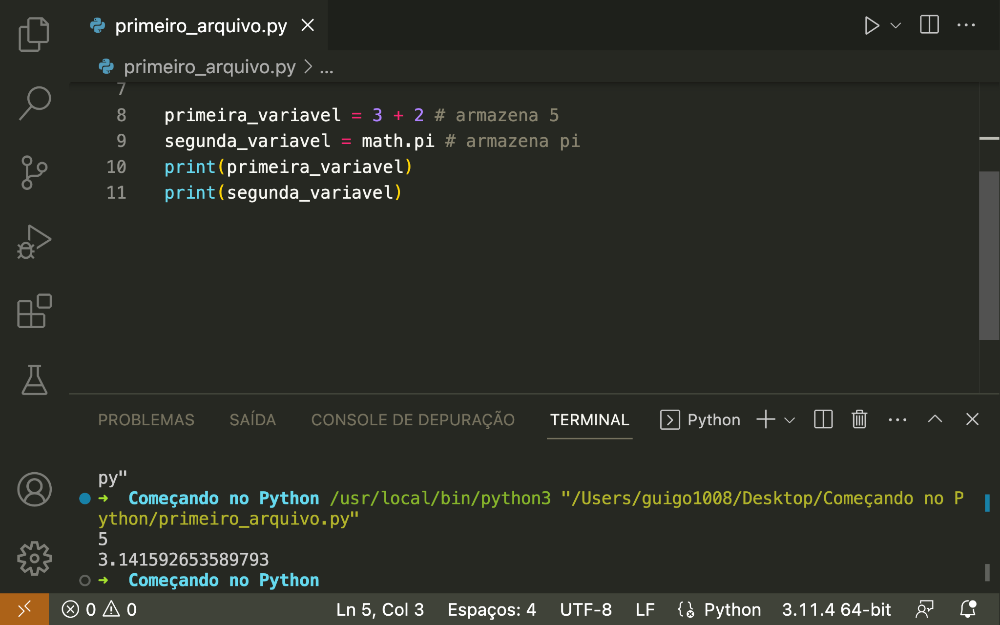 primeiro_arquivo.py
primeiro_arquivo.py > ...
7
8 primeira_variavel = 3 + 2 # armazena 5
9 segunda_variavel = math.pi # armazena pi
10 print(primeira_variavel)
11 print(segunda_variavel)
PROBLEMAS SAÍDA CONSOLE DE DEPURAÇÃO TERMINAL Python
py"
➜ Começando no Python /usr/local/bin/python3 "/Users/guigo1008/Desktop/Começando no P
ython/primeiro_arquivo.py"
5
3.141592653589793
➜ Começando no Python
0 0 Ln 5, Col 3 Espaços: 4 UTF-8 LF Python 3.11.4 64-bit